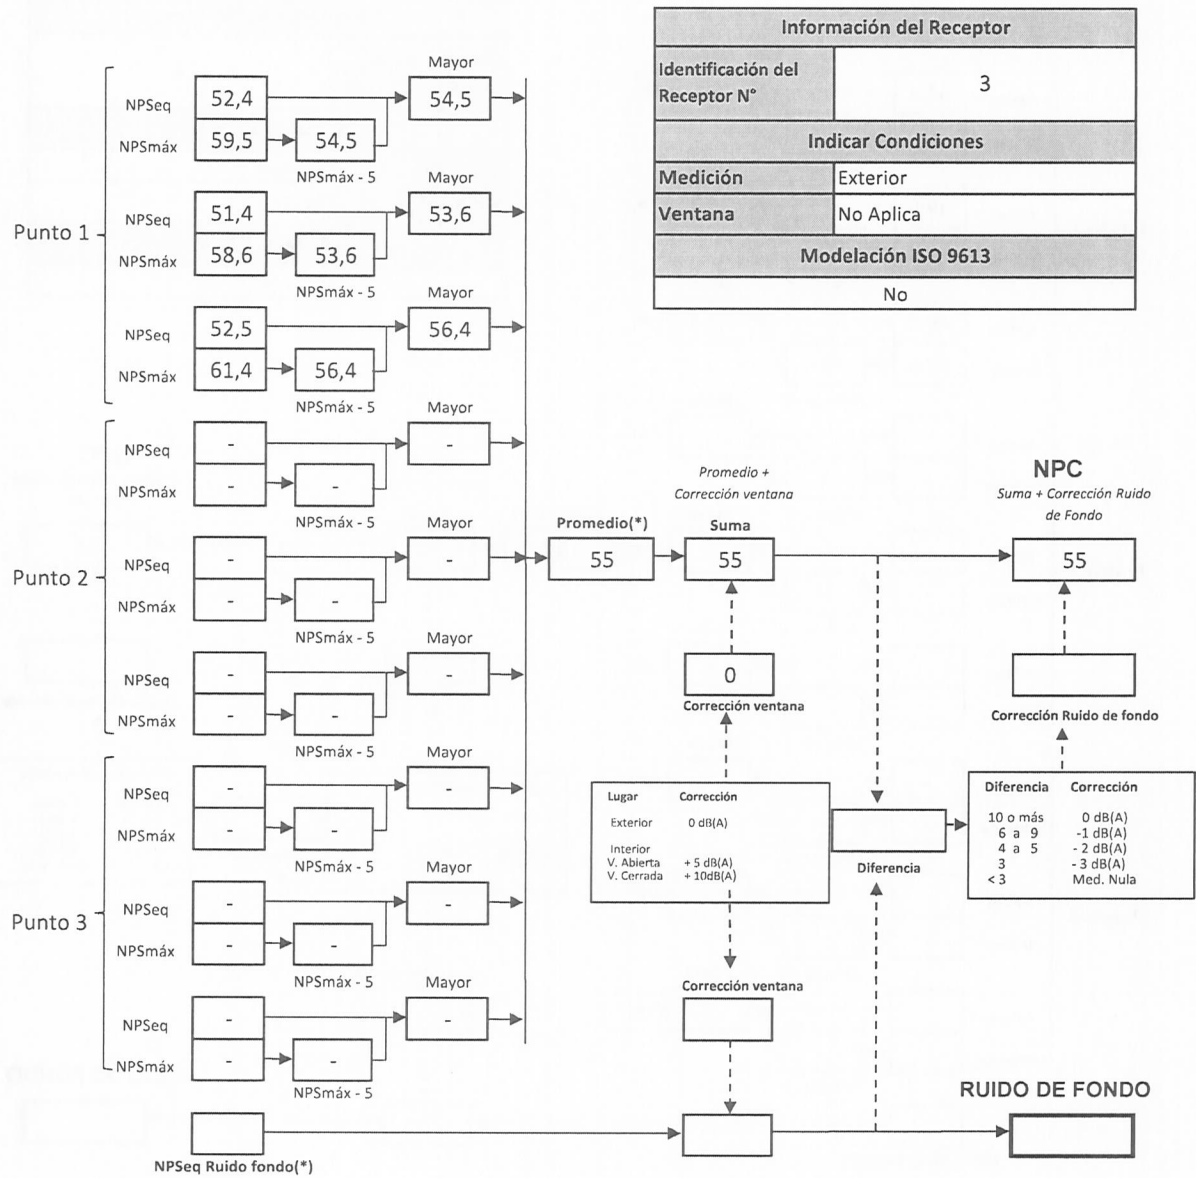 Información del Receptor
Identificación del Receptor N°
3
Indicar Condiciones
Medición
Exterior
Ventana
No Aplica
Modelación ISO 9613
No
Punto 1
Mayor
NPSeq
52,4
54,5
NPSmáx
59,5
54,5
NPSmáx - 5
Mayor
NPSeq
51,4
53,6
NPSmáx
58,6
53,6
NPSmáx - 5
Mayor
NPSeq
52,5
56,4
NPSmáx
61,4
56,4
NPSmáx - 5
Punto 2
Mayor
NPSeq
-
-
NPSmáx
-
-
NPSmáx - 5
Mayor
NPSeq
-
-
NPSmáx
-
-
NPSmáx - 5
Mayor
NPSeq
-
-
NPSmáx
-
-
NPSmáx - 5
Punto 3
Mayor
NPSeq
-
-
NPSmáx
-
-
NPSmáx - 5
Mayor
NPSeq
-
-
NPSmáx
-
-
NPSmáx - 5
Mayor
NPSeq
-
-
NPSmáx
-
-
NPSmáx - 5
NPSeq Ruido fondo(*)
Promedio(*)
55
Promedio +
Corrección ventana
Suma
55
0
Corrección ventana
Lugar Corrección
Exterior 0 dB(A)
Interior
V. Abierta + 5 dB(A)
V. Cerrada + 10dB(A)
Corrección ventana
Diferencia
NPC
Suma + Corrección Ruido
de Fondo
55
Corrección Ruido de fondo
Diferencia Corrección
10 o más 0 dB(A)
6 a 9 -1 dB(A)
4 a 5 - 2 dB(A)
3 - 3 dB(A)
< 3 Med. Nula
RUIDO DE FONDO